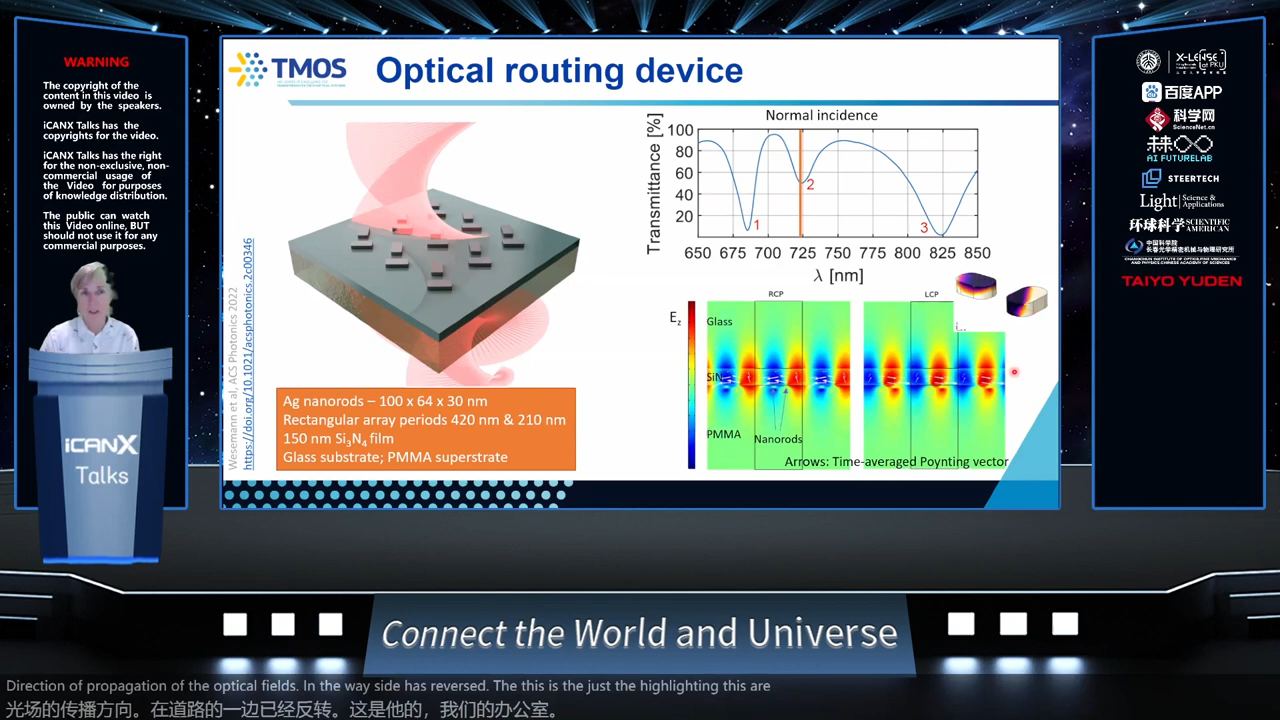 WARNING
The copyright of the
content in this video is
owned by the speakers.
iCANX Talks has the
copyrights for the video.
iCANX Talks has the right
for the non-exclusive, non-
commercial usage of
the Video for purposes
of knowledge distribution.
The public can watch
this Video online, BUT
should not use it for any
commercial purposes.
iCANX
Talks
TMOS
Optical routing device
Wesemann et al, ACS Photonics 2022
https://doi.org/10.1021/acsphotonics.2c00346
Ag nanorods – 100 x 64 x 30 nm
Rectangular array periods 420 nm & 210 nm
150 nm Si3N4 film
Glass substrate; PMMA superstrate
Normal incidence
Transmittance [%]
100
80
60
40
20
1
2
3
650 675 700 725 750 775 800 825 850
λ [nm]
RCP
LCP
Ez
Glass
SiN
PMMA
Nanorods
Arrows: Time-averaged Poynting vector
X-LENSE
百度APP
科学网
ScienceNet.cn
未来
AI FUTURELAB
STEERTECH
Light Science & Applications
环球科学 SCIENTIFIC AMERICAN
中国科学院
长春光学精密机械与物理研究所
CHANGCHUN INSTITUTE OF OPTICS,FINE MECHANICS
AND PHYSICS,CHINESE ACADEMY OF SCIENCES
TAIYO YUDEN
Connect the World and Universe
Direction of propagation of the optical fields. In the way side has reversed. The this is the just the highlighting this are
光场的传播方向。在道路的一边已经反转。这是他的，我们的办公室。